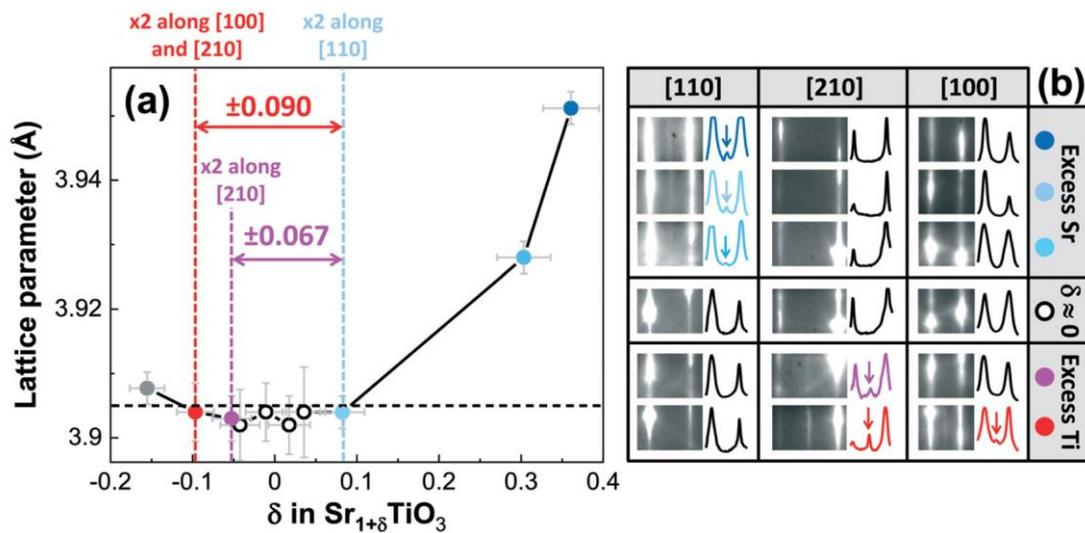 x2 along [100]
and [210]
x2 along
[110]
(a)
±0.090
x2 along
[210]
±0.067
Lattice parameter (Å)
3.94
3.92
3.9
-0.2 -0.1 0 0.1 0.2 0.3 0.4
δ in Sr1+δTiO3
[110] [210] [100] (b)
Excess Sr
δ ≈ 0
Excess Ti